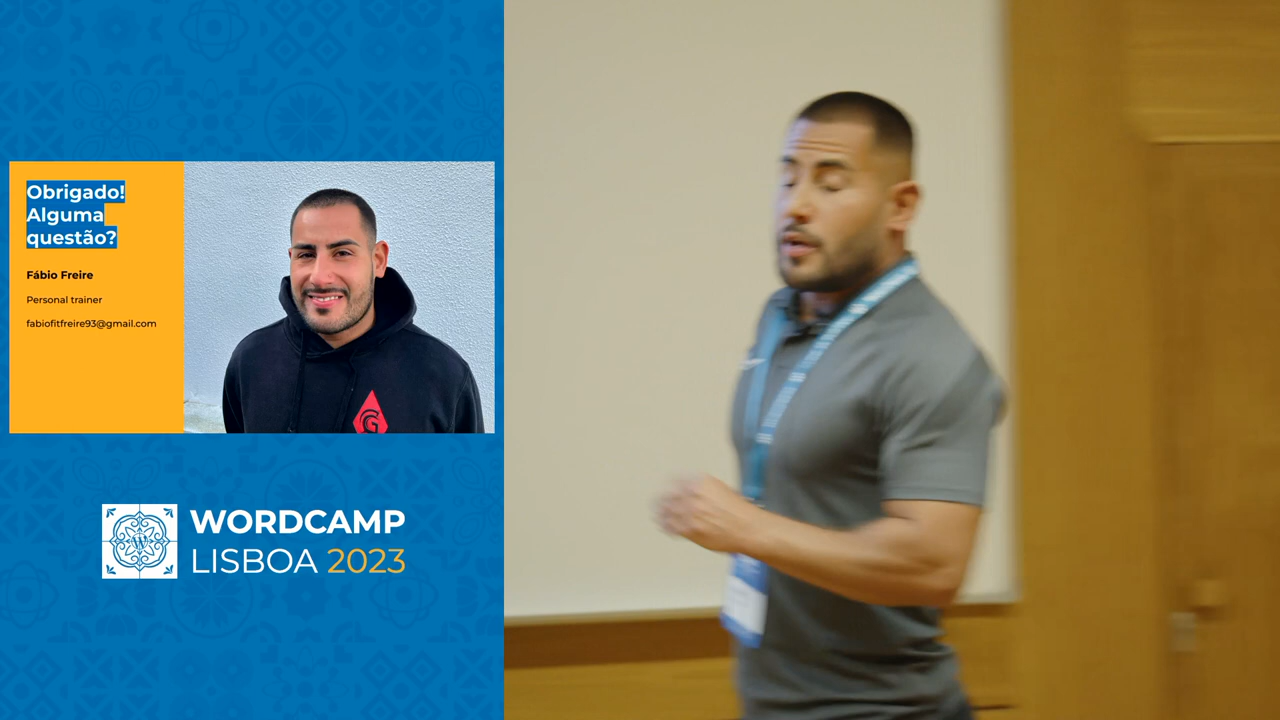 Obrigado!
Alguma
questão?
Fábio Freire
Personal trainer
fabiofitfreire93@gmail.com
WORDCAMP
LISBOA 2023